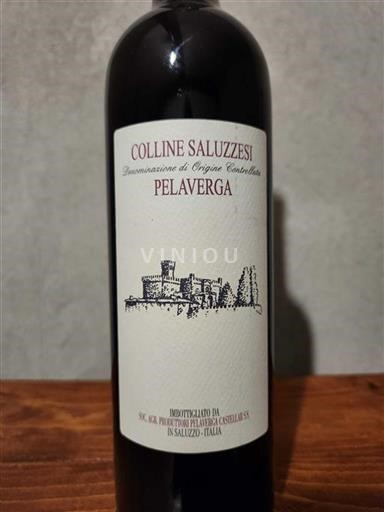 COLLINE SALUZZESI
Denominazione di Origine Controllata
PELAVERGA
VINIOU
IMBOTTIGLIATO DA
SOC. AGR. PRODUTTORI PELAVERGA CASTELLAR S.S.
IN SALUZZO - ITALIA